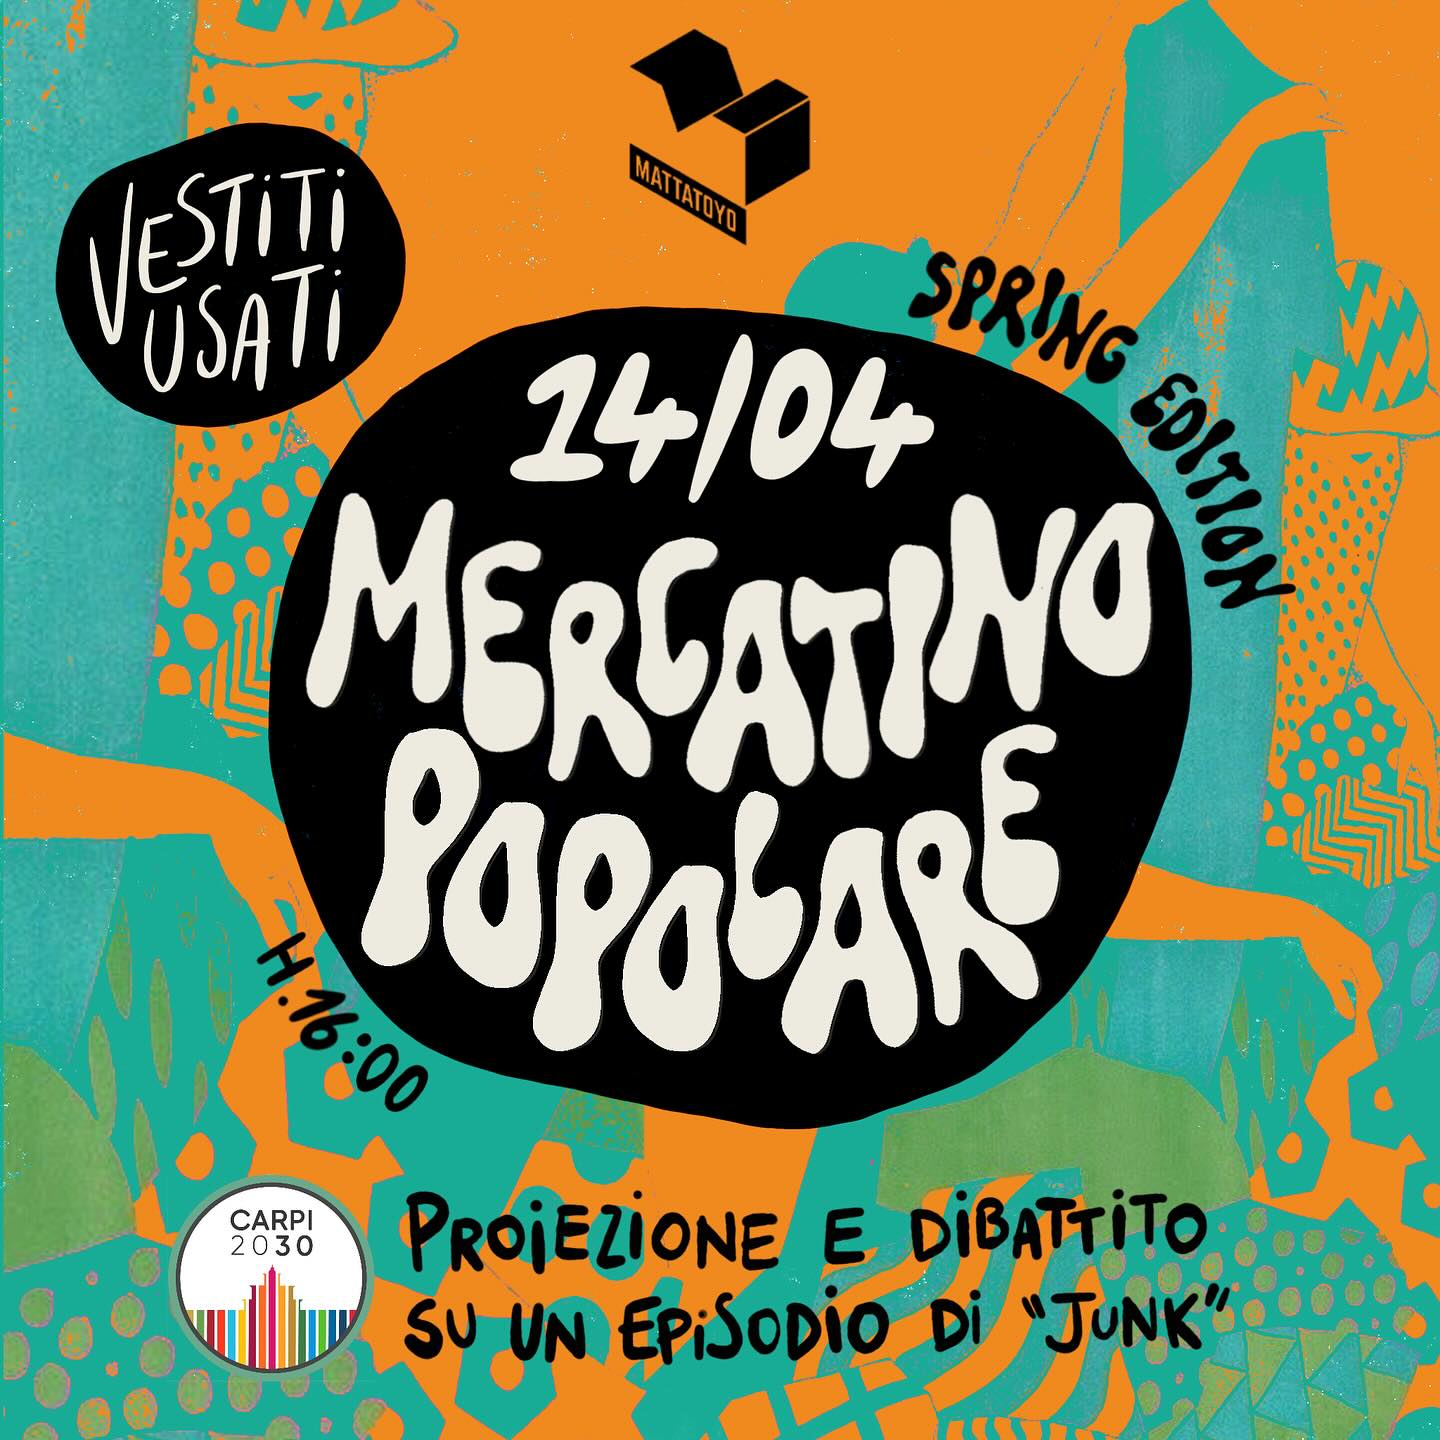 MATTATOYO
VESTITI
USATI
SPRING EDITION
14/04
MERCATINO
POPOLARE
H.16:00
CARPI
2030
PROIEZIONE E DIBATTITO
SU UN EPISODIO DI "JUNK"